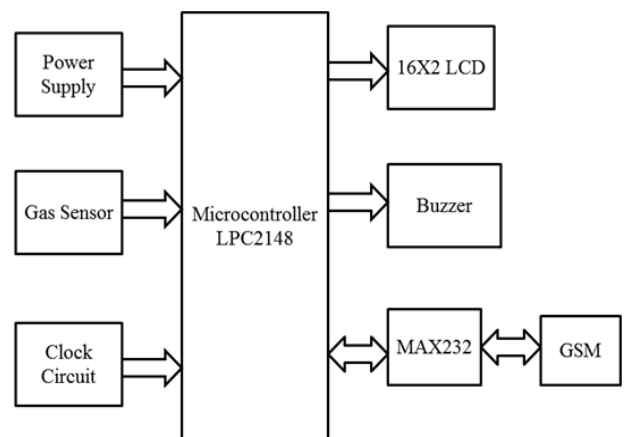 Power
Supply
16X2 LCD
Gas Sensor
Microcontroller
LPC2148
Buzzer
Clock
Circuit
MAX232
GSM